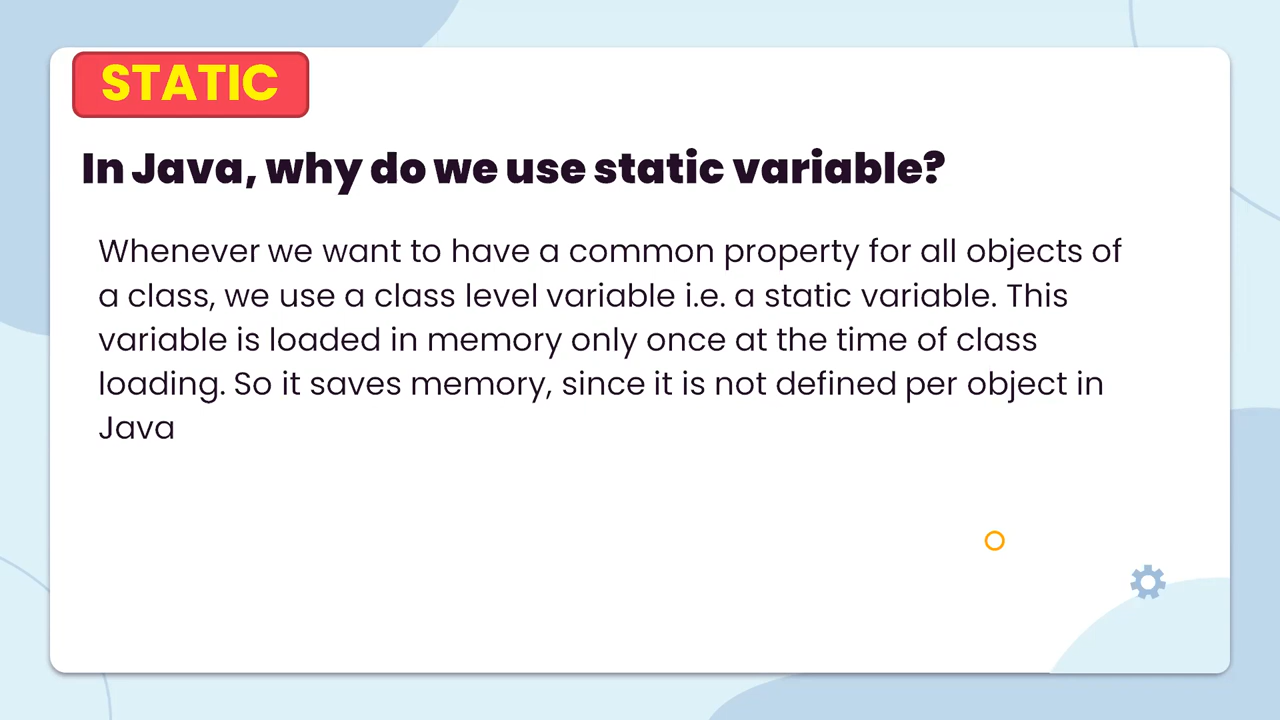 STATIC
In Java, why do we use static variable?
Whenever we want to have a common property for all objects of
a class, we use a class level variable i.e. a static variable. This
variable is loaded in memory only once at the time of class
loading. So it saves memory, since it is not defined per object in
Java